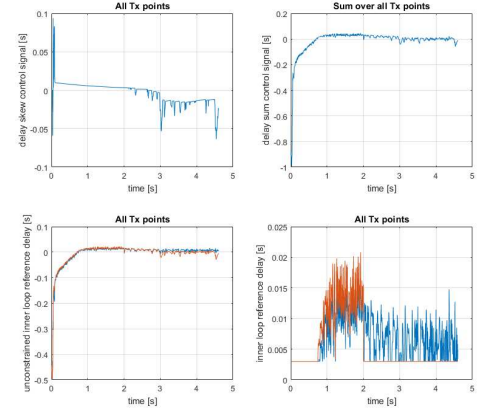 All Tx points
delay skew control signal [s]
0.1
0.05
0
-0.05
-0.1
0 1 2 3 4 5
time [s]
Sum over all Tx points
delay sum control signal [s]
0.2
0
-0.2
-0.4
-0.6
-0.8
-1
0 1 2 3 4 5
time [s]
All Tx points
unconstrained inner loop reference delay [s]
0.1
0
-0.1
-0.2
-0.3
-0.4
-0.5
0 1 2 3 4 5
time [s]
All Tx points
inner loop reference delay [s]
0.025
0.02
0.015
0.01
0.005
0
0 1 2 3 4 5
time [s]